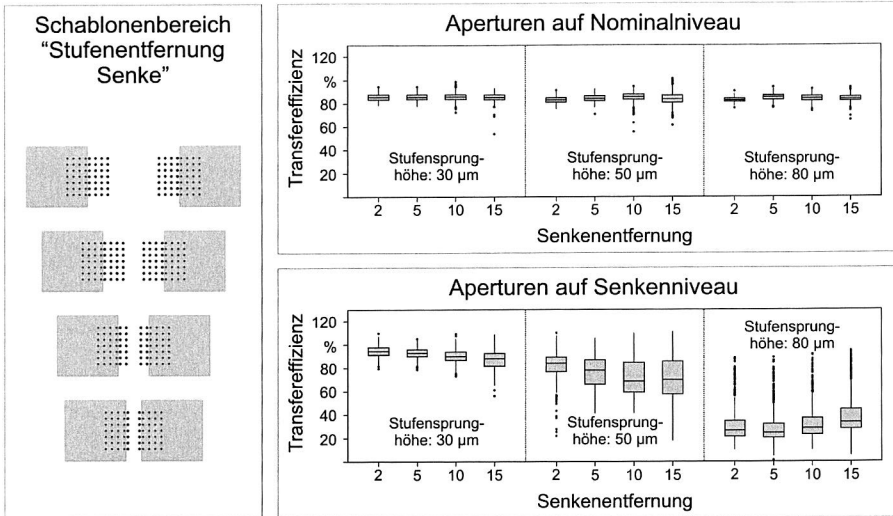 Schablonenbereich
“Stufenentfernung
Senke”
Aperturen auf Nominalniveau
Transfereffizienz
120
%
80
60
40
20
Stufensprung-
höhe: 30 µm
Stufensprung-
höhe: 50 µm
Stufensprung-
höhe: 80 µm
2 5 10 15 2 5 10 15 2 5 10 15
Senkenentfernung
Aperturen auf Senkenniveau
Transfereffizienz
120
%
80
60
40
20
Stufensprung-
höhe: 30 µm
Stufensprung-
höhe: 50 µm
Stufensprung-
höhe: 80 µm
2 5 10 15 2 5 10 15 2 5 10 15
Senkenentfernung